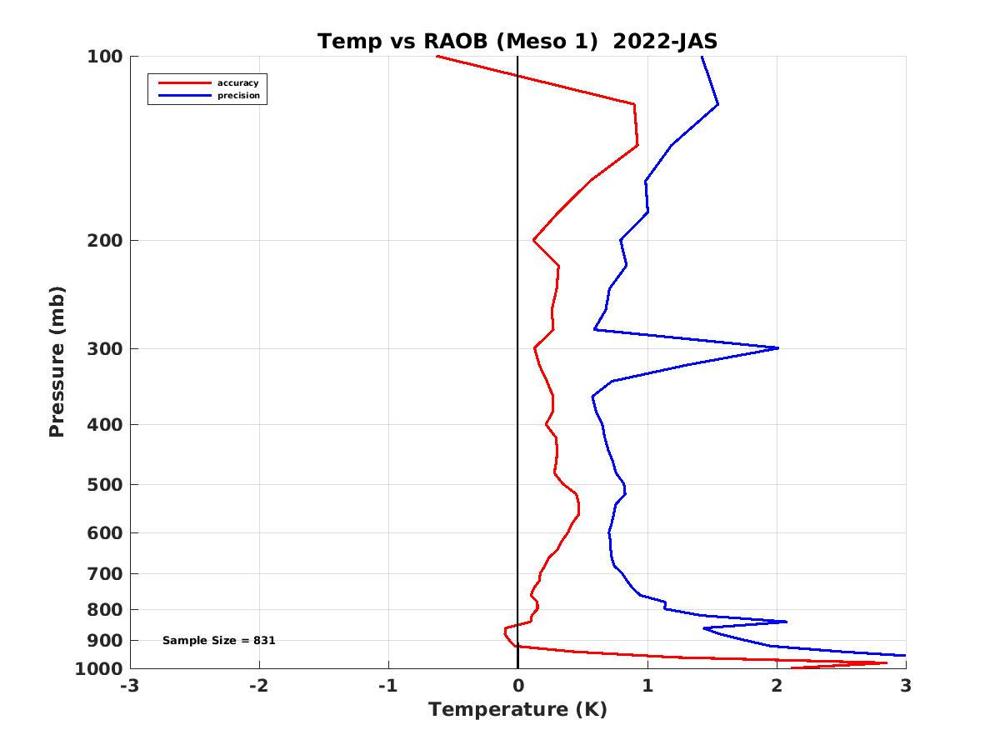 Temp vs RAOB (Meso 1)  2022-JAS
accuracy
precision
Pressure (mb)
100
200
300
400
500
600
700
800
900
1000
Sample Size = 831
-3
-2
-1
0
1
2
3
Temperature (K)